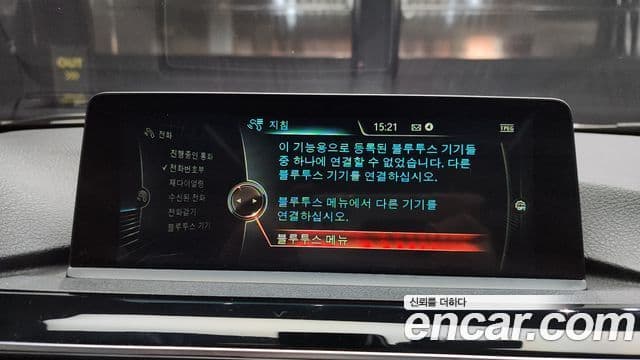 전화
진행중인 통화
✓ 전화번호부
재다이얼링
수신된 전화
전화걸기
블루투스 기기
지침
15:21
4
TPEG
이 기능용으로 등록된 블루투스 기기들
중 하나에 연결할 수 없었습니다. 다른
블루투스 기기를 연결하십시오.
블루투스 메뉴에서 다른 기기를
연결하십시오.
블루투스 메뉴
OUT
신뢰를 더하다
encar.com